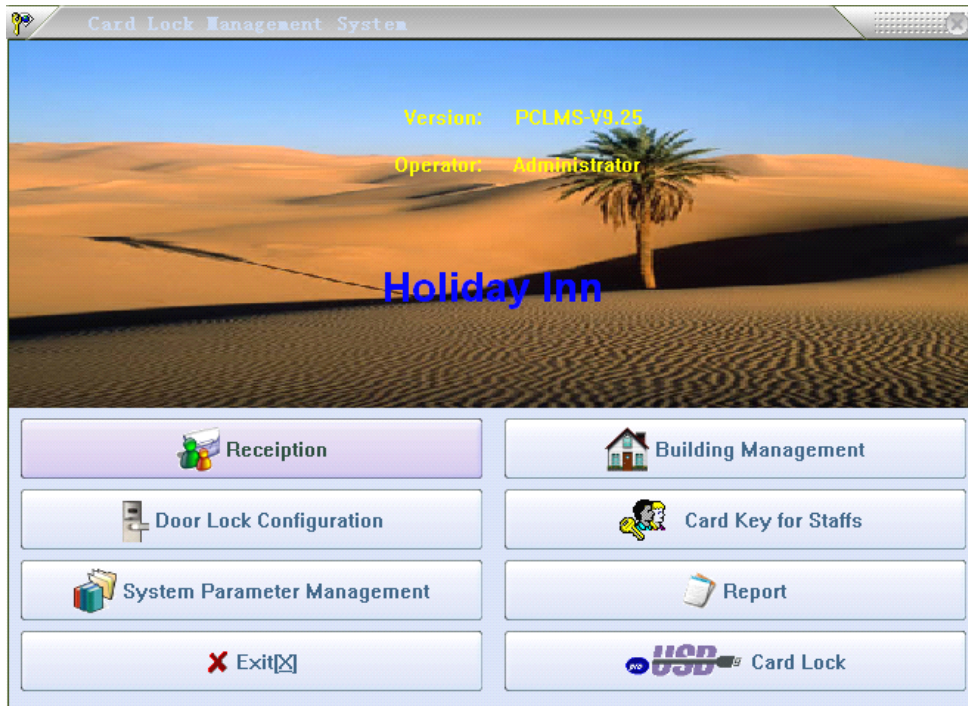 Card Lock Management System
Version: PCLMS-V9.25
Operator: Administrator
Holiday Inn
Receiption
Building Management
Door Lock Configuration
Card Key for Staffs
System Parameter Management
Report
Exit[X]
pro USB Card Lock